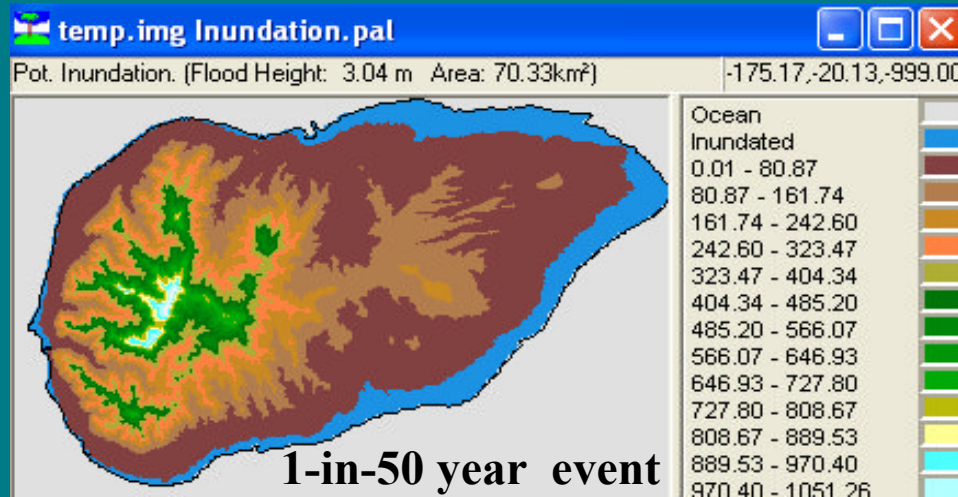 temp.img Inundation.pal
Pot. Inundation. (Flood Height: 3.04 m Area: 70.33km²) -175.17,-20.13,-999.00
Ocean
Inundated
0.01 - 80.87
80.87 - 161.74
161.74 - 242.60
242.60 - 323.47
323.47 - 404.34
404.34 - 485.20
485.20 - 566.07
566.07 - 646.93
646.93 - 727.80
727.80 - 808.67
808.67 - 889.53
889.53 - 970.40
970.40 - 1051.26
1-in-50 year event